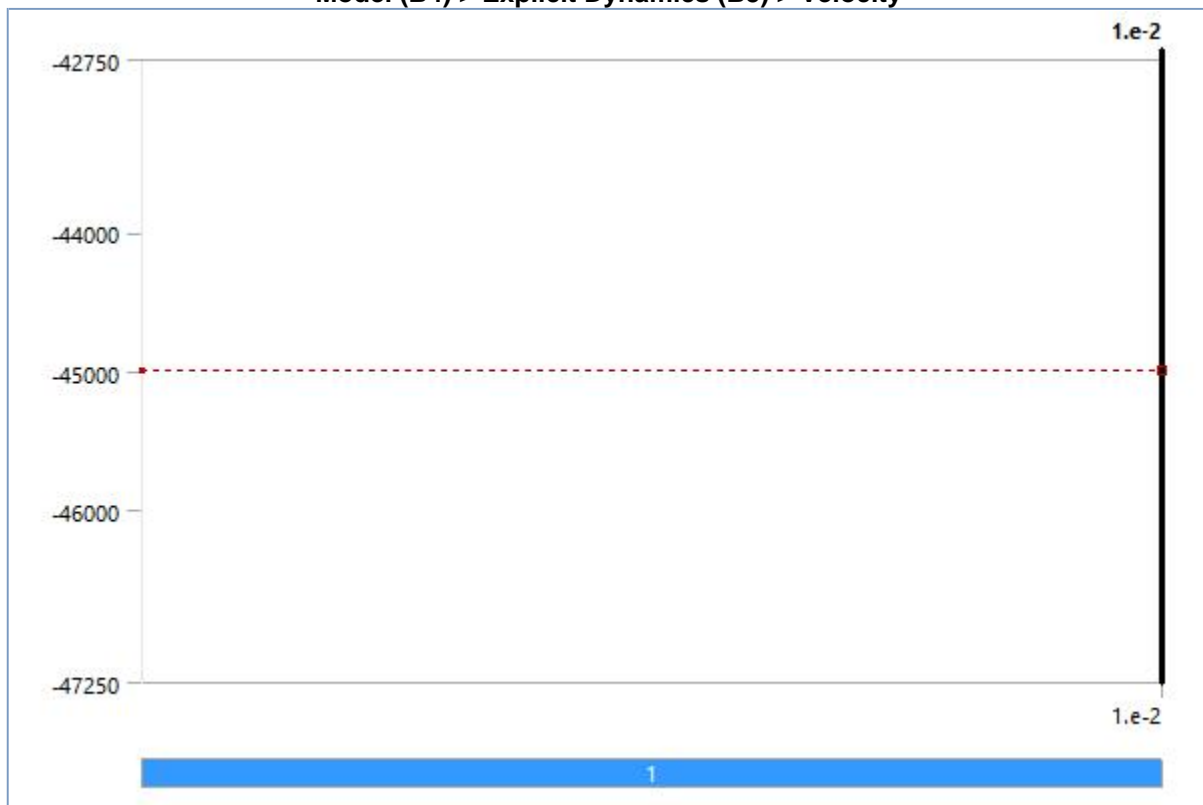 Model (B4) > Explicit Dynamics (B5) > Velocity
1.e-2
-42750
-44000
-45000
-46000
-47250
1.e-2
1